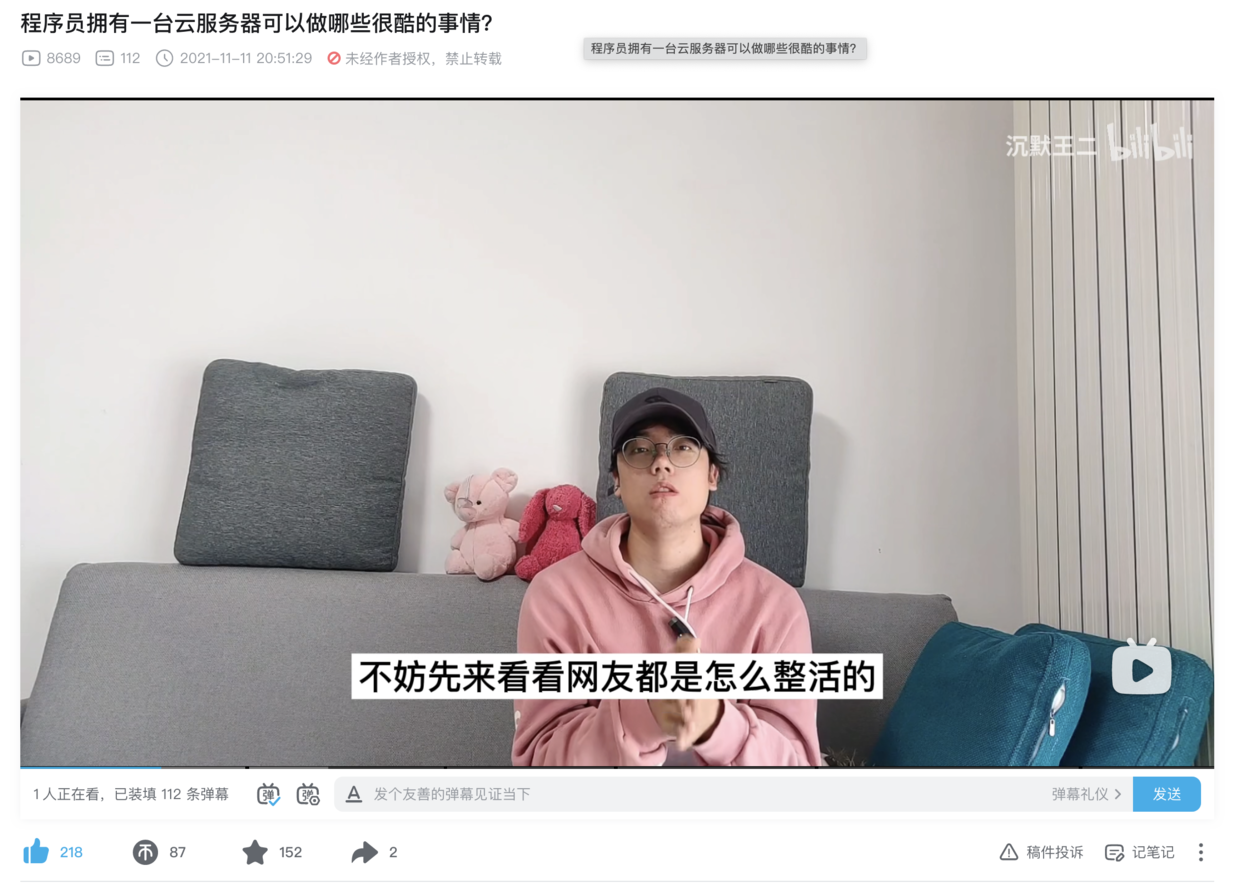 程序员拥有一台云服务器可以做哪些很酷的事情?
8689 112 2021-11-11 20:51:29 未经作者授权，禁止转载
程序员拥有一台云服务器可以做哪些很酷的事情?
沉默王二 bilibili
不妨先来看看网友都是怎么整活的
1 人正在看，已装填 112 条弹幕 弹 弹 A 发个友善的弹幕见证当下 弹幕礼仪 > 发送
218 币 87 152 2 稿件投诉 记笔记